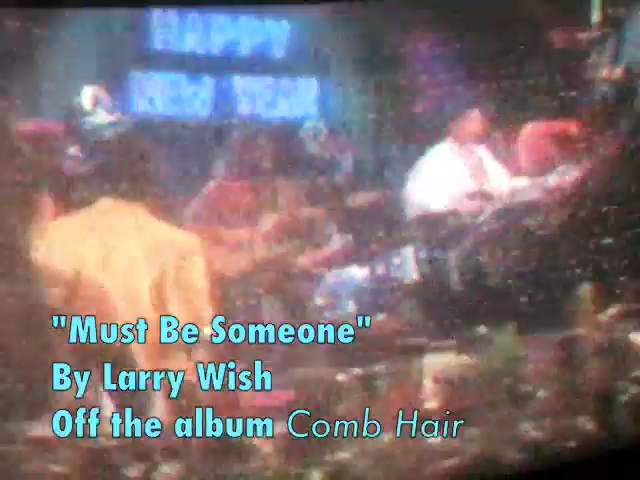 HAPPY
NEW YEAR
"Must Be Someone"
By Larry Wish
Off the album Comb Hair